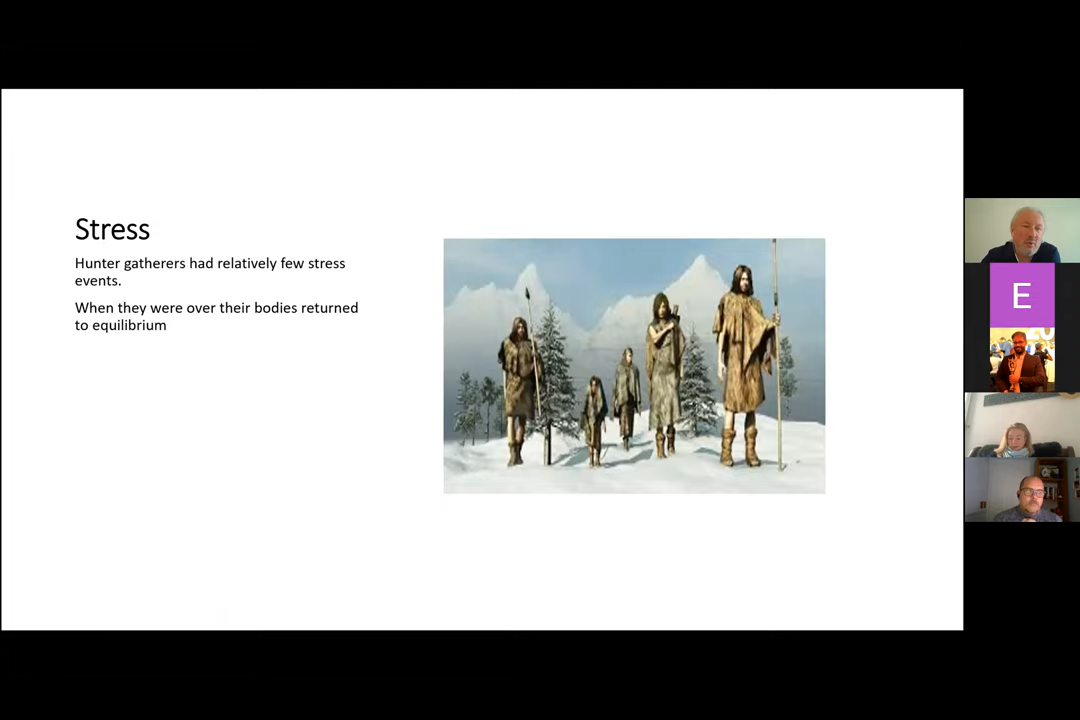 Stress
Hunter gatherers had relatively few stress
events.
When they were over their bodies returned
to equilibrium
E